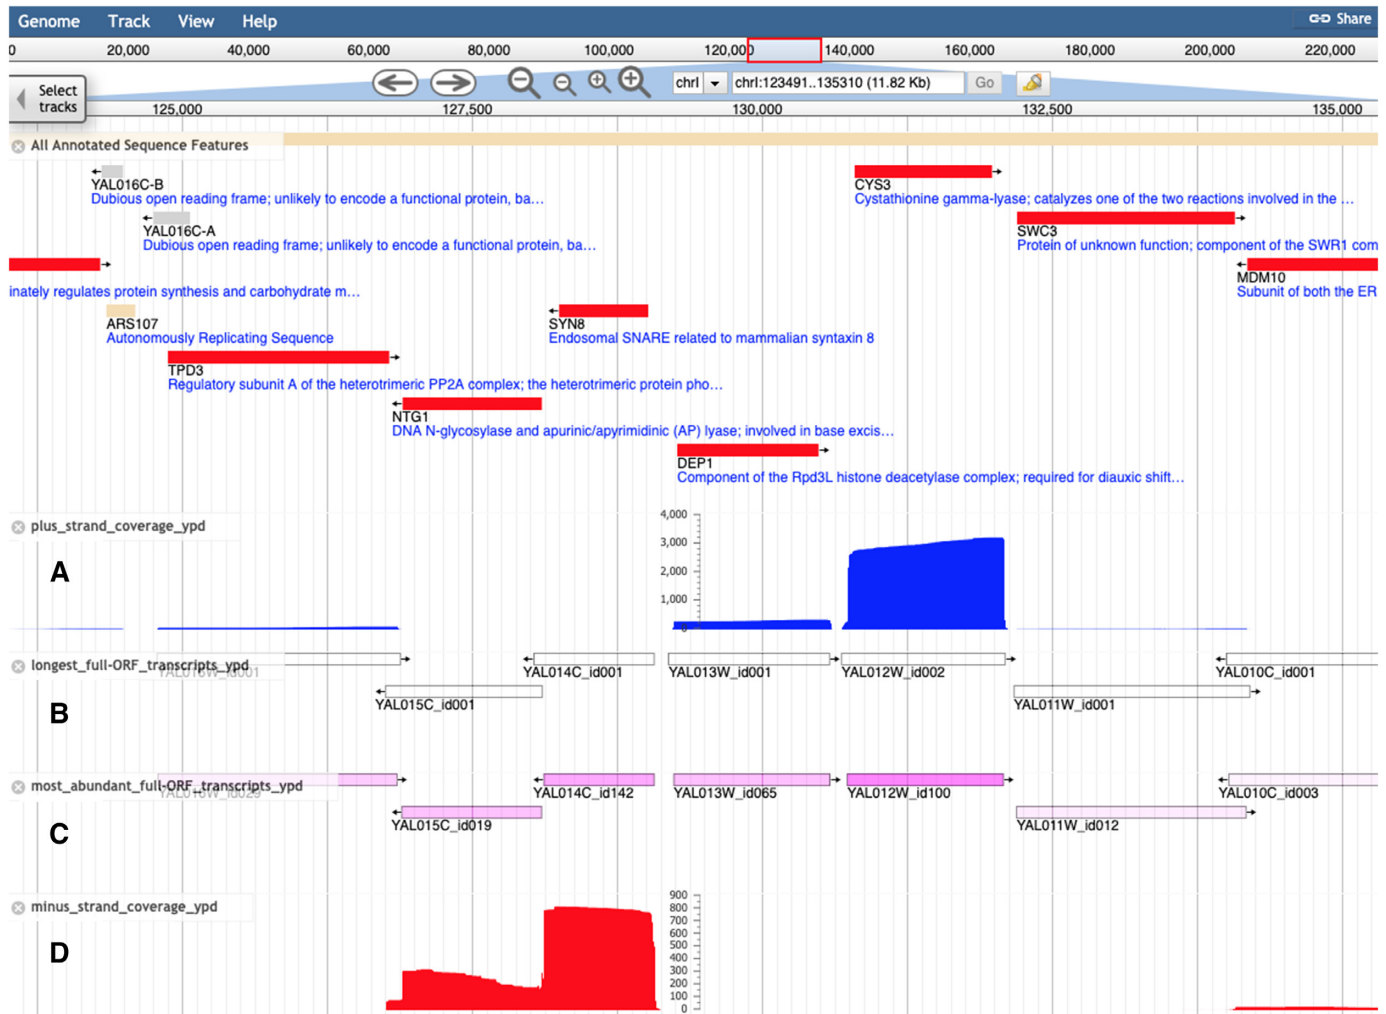 Genome Track View Help Share
0 20,000 40,000 60,000 80,000 100,000 120,000 140,000 160,000 180,000 200,000 220,000
Select tracks
chrI chrI:123491..135310 (11.82 Kb) Go
125,000 127,500 130,000 132,500 135,000
All Annotated Sequence Features
YAL016C-B
Dubious open reading frame; unlikely to encode a functional protein, ba...
CYS3
Cystathionine gamma-lyase; catalyzes one of the two reactions involved in the ...
YAL016C-A
Dubious open reading frame; unlikely to encode a functional protein, ba...
SWC3
Protein of unknown function; component of the SWR1 com
MDM10
inately regulates protein synthesis and carbohydrate m...
Subunit of both the ER
ARS107
Autonomously Replicating Sequence
SYN8
Endosomal SNARE related to mammalian syntaxin 8
TPD3
Regulatory subunit A of the heterotrimeric PP2A complex; the heterotrimeric protein pho...
NTG1
DNA N-glycosylase and apurinic/apyrimidinic (AP) lyase; involved in base excis...
DEP1
Component of the Rpd3L histone deacetylase complex; required for diauxic shift...
plus_strand_coverage_ypd
4,000
3,000
2,000
1,000
0
A
longest_full-ORF_transcripts_ypd
YAL014C_id001 YAL013W_id001 YAL012W_id002 YAL010C_id001
YAL015C_id001 YAL011W_id001
B
most_abundant_full-ORF_transcripts_ypd
YAL014C_id142 YAL013W_id065 YAL012W_id100 YAL010C_id003
YAL015C_id019 YAL011W_id012
C
minus_strand_coverage_ypd
900
800
700
600
500
400
300
200
100
0
D